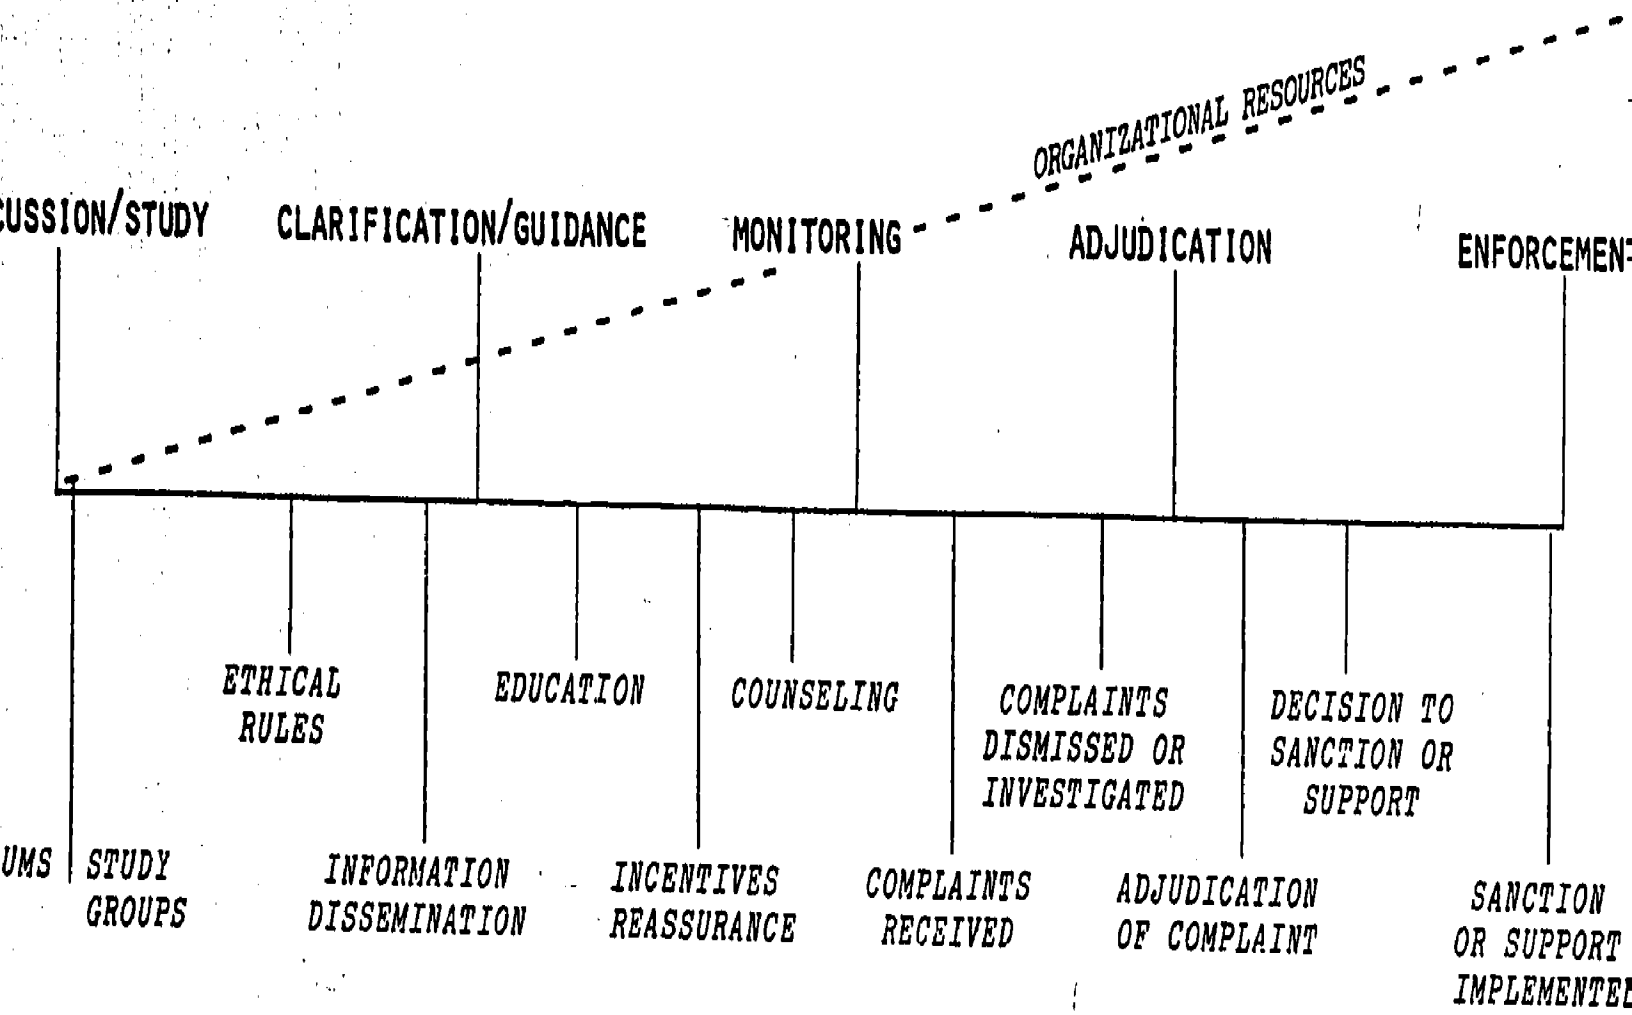 ORGANIZATIONAL RESOURCES
CUSSION/STUDY
CLARIFICATION/GUIDANCE
MONITORING
ADJUDICATION
ENFORCEMEN
ETHICAL
RULES
EDUCATION
COUNSELING
COMPLAINTS
DISMISSED OR
INVESTIGATED
DECISION TO
SANCTION OR
SUPPORT
UMS
STUDY
GROUPS
INFORMATION
DISSEMINATION
INCENTIVES
REASSURANCE
COMPLAINTS
RECEIVED
ADJUDICATION
OF COMPLAINT
SANCTION
OR SUPPORT
IMPLEMENTED